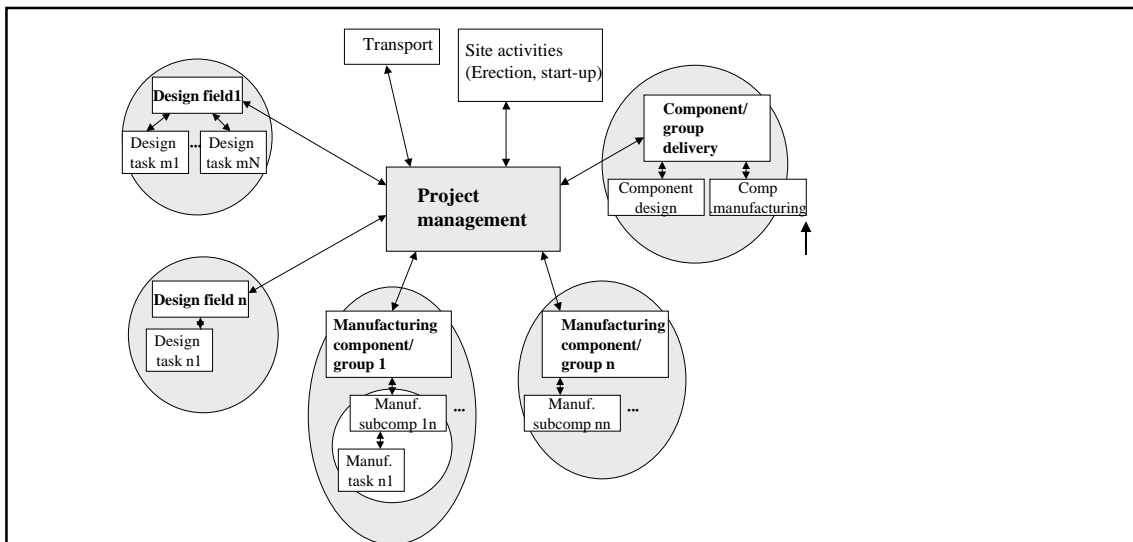 Transport
Site activities
(Erection, start-up)
Design field1
Design
task m1
...
Design
task mN
Component/
group
delivery
Component
design
Comp
.manufacturing
Project
management
Design field n
Design
task n1
Manufacturing
component/
group 1
Manuf.
subcomp 1n
...
Manuf.
task n1
Manufacturing
component/
group n
Manuf.
subcomp nn
...